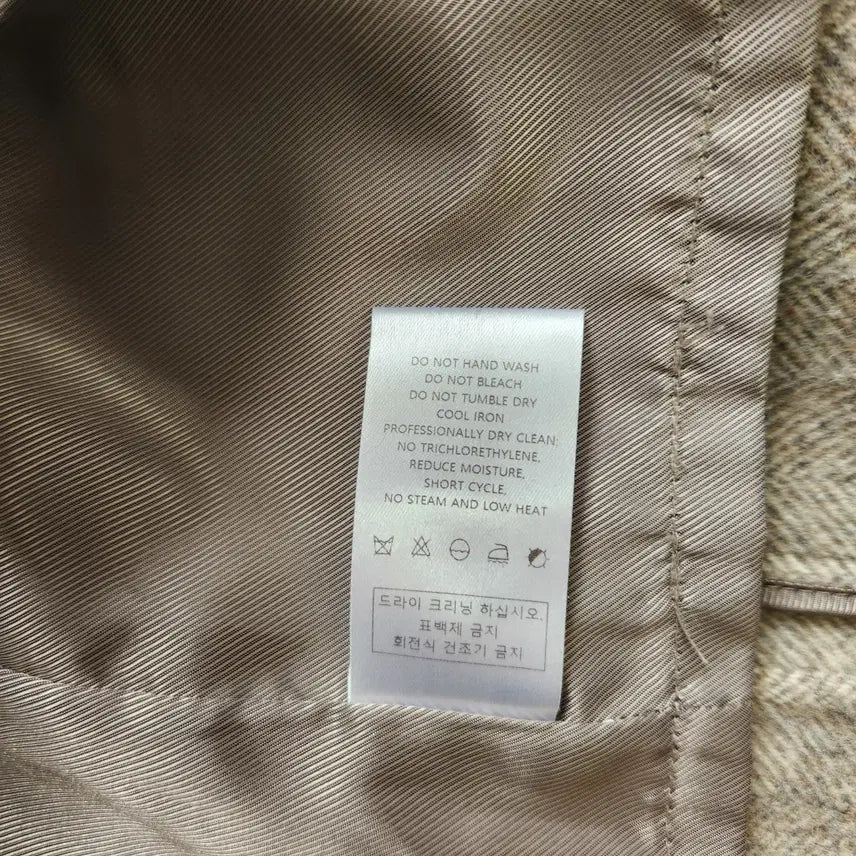 DO NOT HAND WASH
DO NOT BLEACH
DO NOT TUMBLE DRY
COOL IRON
PROFESSIONALLY DRY CLEAN:
NO TRICHLORETHYLENE,
REDUCE MOISTURE,
SHORT CYCLE,
NO STEAM AND LOW HEAT
드라이 크리닝 하십시오.
표백제 금지
회전식 건조기 금지